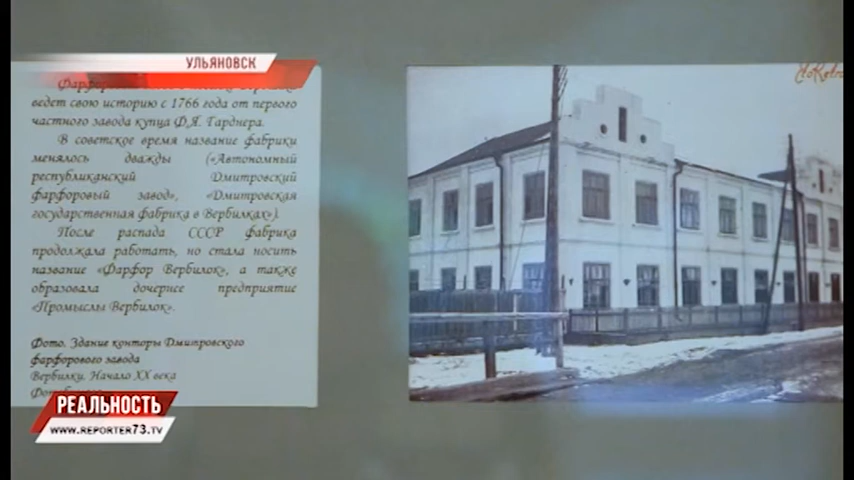 УЛЬЯНОВСК
ведет свою историю с 1766 года от первого
частного завода купца Ф.Я. Гарднера.
В советское время название фабрики
менялось дважды («Автономный
республиканский Дмитровский
фарфоровый завод», «Дмитровская
государственная фабрика в Вербилках»).
После распада СССР фабрика
продолжала работать, но стала носить
название «Фарфор Вербилок», а также
образовала дочернее предприятие
«Промыслы Вербилок».
Фото. Здание конторы Дмитровского
фарфорового завода
Вербилки. Начало XX века
РЕАЛЬНОСТЬ
WWW.REPORTER73.TV